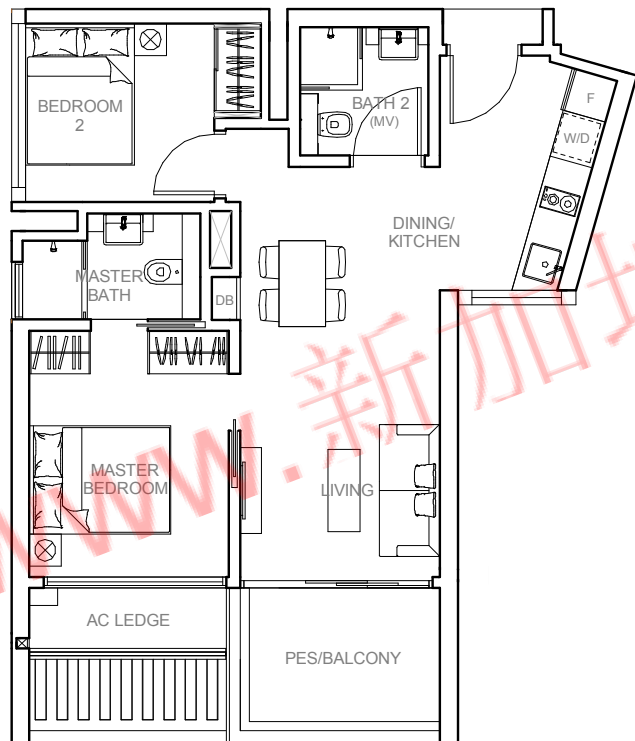 BEDROOM
2
BATH 2
(MV)
F
W/D
DINING/
KITCHEN
MASTER
BATH
DB
MASTER
BEDROOM
LIVING
AC LEDGE
PES/BALCONY
www.新加坡